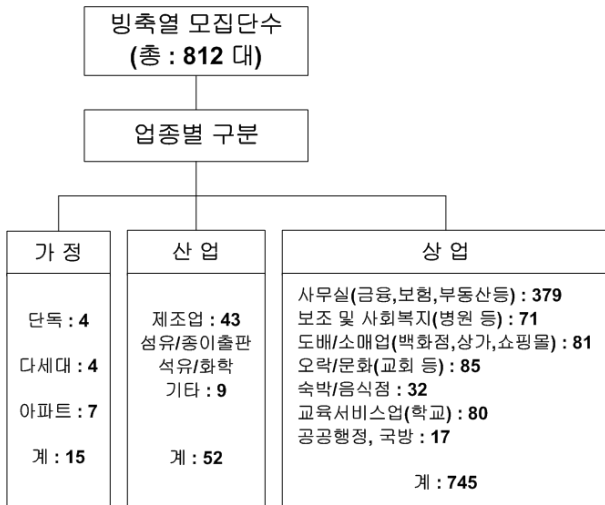 빙축열 모집단수
(총 : 812 대)
업종별 구분
가 정
단독 : 4
다세대 : 4
아파트 : 7
계 : 15
산 업
제조업 : 43
섬유/종이출판
석유/화학
기타 : 9
계 : 52
상 업
사무실(금융,보험,부동산등) : 379
보조 및 사회복지(병원 등) : 71
도배/소매업(백화점,상가,쇼핑몰) : 81
오락/문화(교회 등) : 85
숙박/음식점 : 32
교육서비스업(학교) : 80
공공행정, 국방 : 17
계 : 745